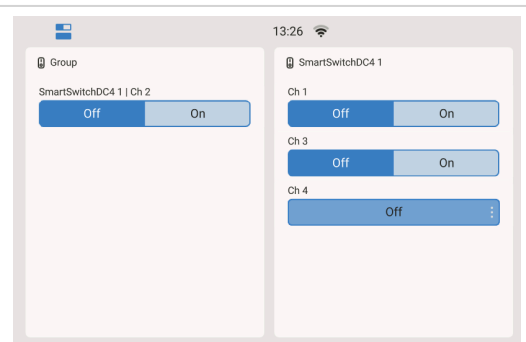 13:26
Group
SmartSwitchDC4 1 | Ch 2
Off On
SmartSwitchDC4 1
Ch 1
Off On
Ch 3
Off On
Ch 4
Off